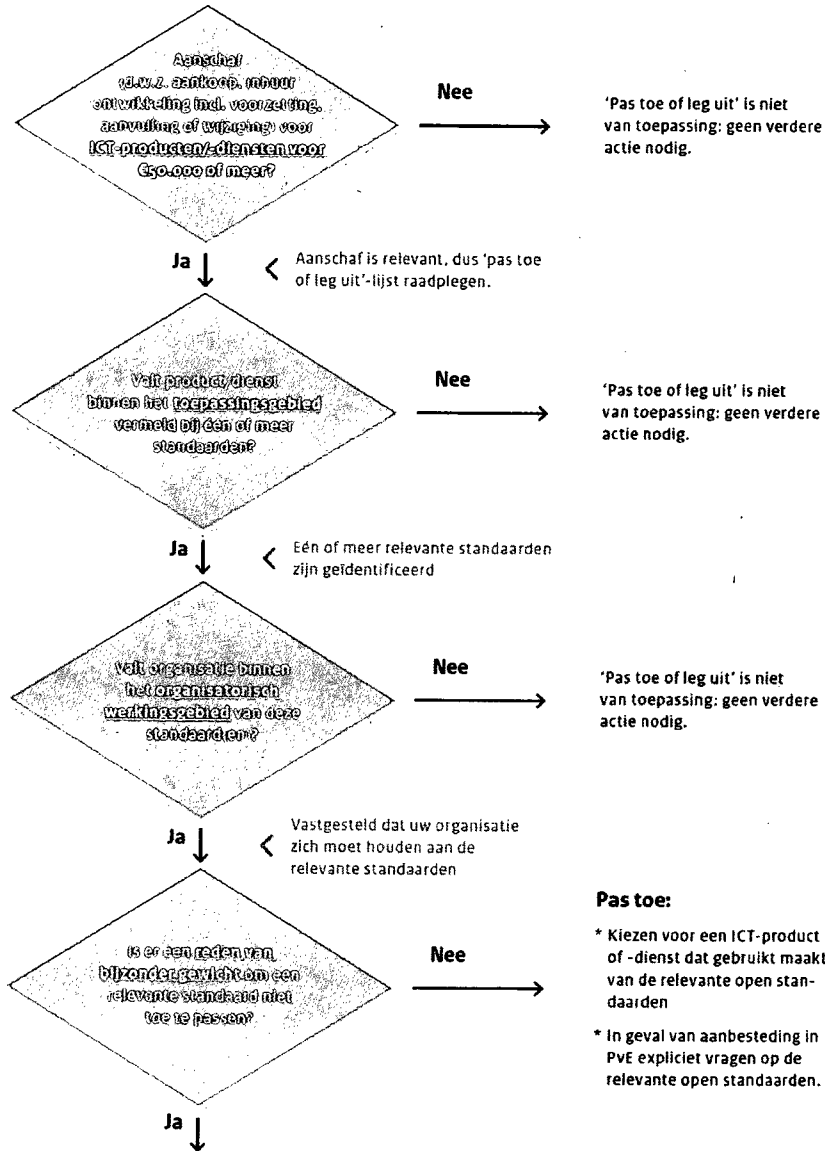 Aanschaf
(d.w.z. aankoop, inhuur
ontwikkeling incl. voorzetting,
aanvulling of wijziging) voor
ICT-producten/-diensten voor
€50.000 of meer?
Nee
'Pas toe of leg uit' is niet
van toepassing: geen verdere
actie nodig.
Ja
< Aanschaf is relevant, dus 'pas toe
of leg uit'-lijst raadplegen.
Valt product/dienst
binnen het toepassingsgebied
vermeld bij één of meer
standaarden?
Nee
'Pas toe of leg uit' is niet
van toepassing: geen verdere
actie nodig.
Ja
< Eén of meer relevante standaarden
zijn geïdentificeerd
Valt organisatie binnen
het organisatorisch
werkingsgebied van deze
standaard(en)?
Nee
'Pas toe of leg uit' is niet
van toepassing: geen verdere
actie nodig.
Ja
< Vastgesteld dat uw organisatie
zich moet houden aan de
relevante standaarden
Is er een reden van
bijzonder gewicht om een
relevante standaard niet
toe te passen?
Nee
Pas toe:
* Kiezen voor een ICT-product
of -dienst dat gebruikt maakt
van de relevante open stan-
daarden
* In geval van aanbesteding in
PvE expliciet vragen op de
relevante open standaarden.
Ja